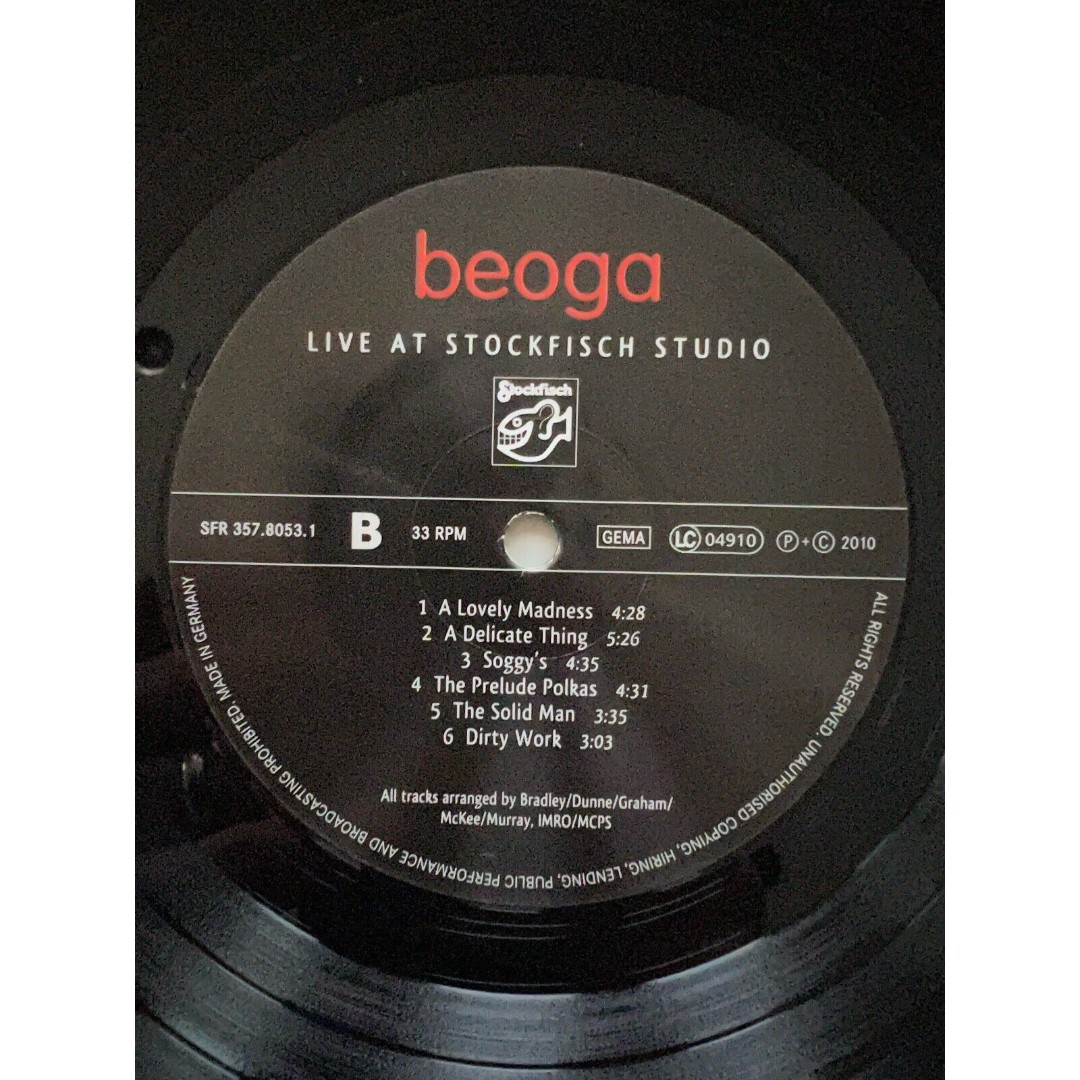 beoga
LIVE AT STOCKFISCH STUDIO
Stockfisch
SFR 357.8053.1 B 33 RPM GEMA LC 04910 Ⓟ+© 2010
1 A Lovely Madness 4:28
2 A Delicate Thing 5:26
3 Soggy's 4:35
4 The Prelude Polkas 4:31
5 The Solid Man 3:35
6 Dirty Work 3:03
All tracks arranged by Bradley/Dunne/Graham/
McKee/Murray, IMRO/MCPS
ALL RIGHTS RESERVED. UNAUTHORISED COPYING, HIRING, LENDING, PUBLIC PERFORMANCE AND BROADCASTING PROHIBITED. MADE IN GERMANY